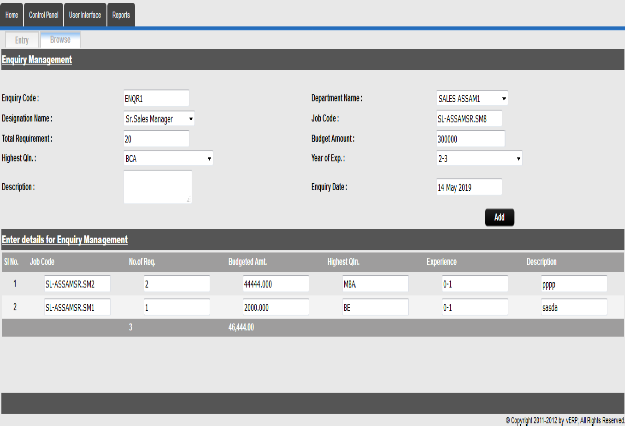 Home Control Panel User Interface Reports
Entry Browse
Enquiry Management
Enquiry Code : ENQR1 Department Name : SALES ASSAM1
Designation Name : Sr.Sales Manager Job Code : SL-ASSAMSR.SM8
Total Requirement : 20 Budget Amount : 300000
Highest Qln. : BCA Year of Exp. : 2-3
Description : Enquiry Date : 14 May 2019
Add
Enter details for Enquiry Management
Sl No. Job Code No.of Req. Budgeted Amt. Highest Qln. Experience Description
1 SL-ASSAMSR.SM2 2 44444.000 MBA 0-1 pppp
2 SL-ASSAMSR.SM1 1 2000.000 BE 0-1 sasda
3 46,444.00
© Copyright 2011-2012 by vERP. All Rights Reserved.